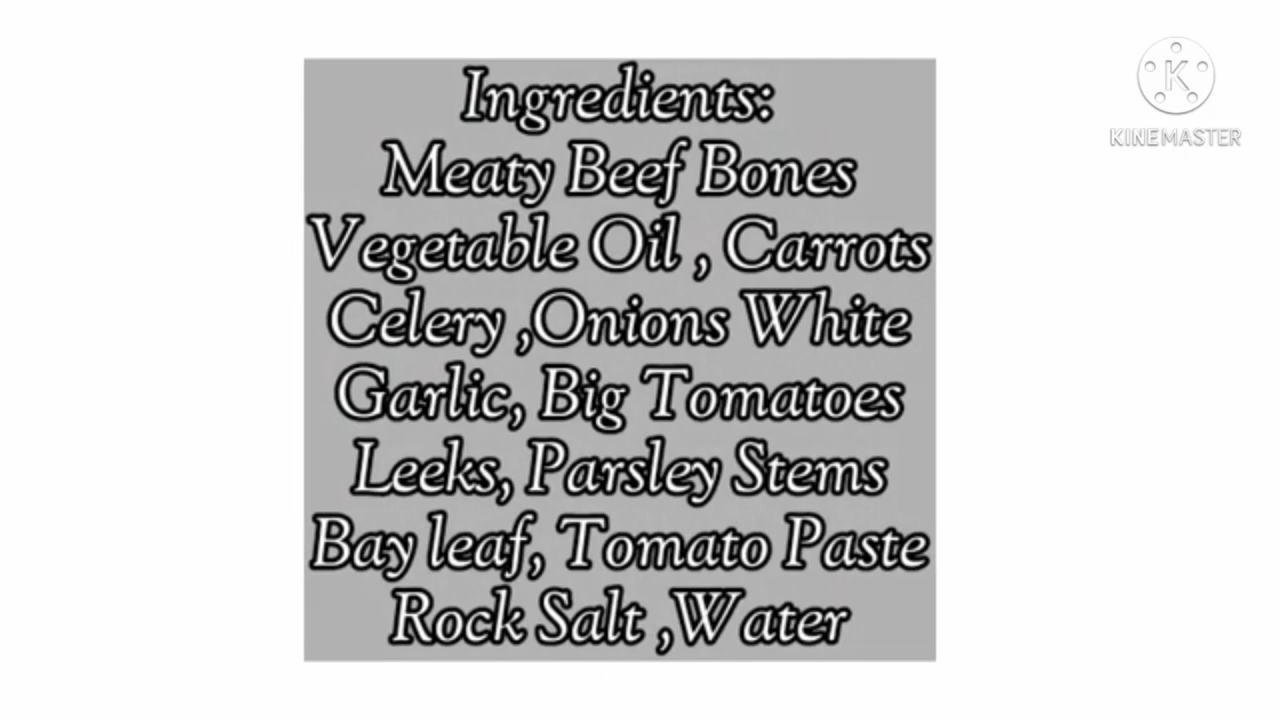 Ingredients:
Meaty Beef Bones
Vegetable Oil , Carrots
Celery ,Onions White
Garlic, Big Tomatoes
Leeks, Parsley Stems
Bay leaf, Tomato Paste
Rock Salt ,Water
K
KINEMASTER